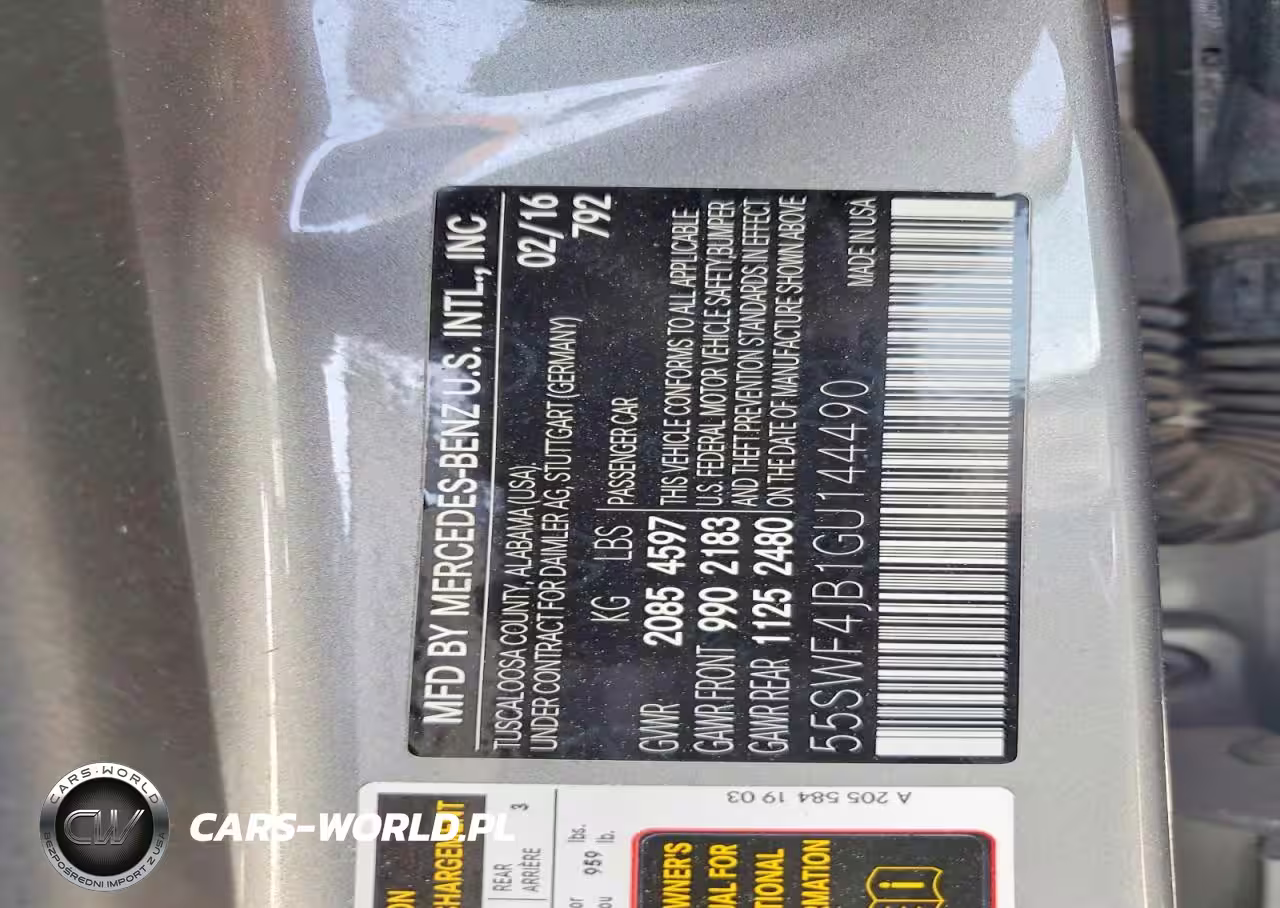 MFD BY MERCEDES-BENZ U.S. INTL., INC
TUSCALOOSA COUNTY, ALABAMA (USA),
02/16
UNDER CONTRACT FOR DAIMLER AG, STUTTGART (GERMANY)
792
KG LBS PASSENGER CAR
GVWR 2085 4597 THIS VEHICLE CONFORMS TO ALL APPLICABLE
GAWR FRONT 990 2183 U.S. FEDERAL MOTOR VEHICLE SAFETY, BUMPER
GAWR REAR 1125 2480 AND THEFT PREVENTION STANDARDS IN EFFECT
ON THE DATE OF MANUFACTURE SHOWN ABOVE
55SWF4JB1GU144490
MADE IN USA
A 205 584 19 03
REAR 3
ARRIÈRE
lbs.
959 lb.
CARS-WORLD
CW
BEZPOŚREDNI IMPORT Z USA
CARS-WORLD.PL